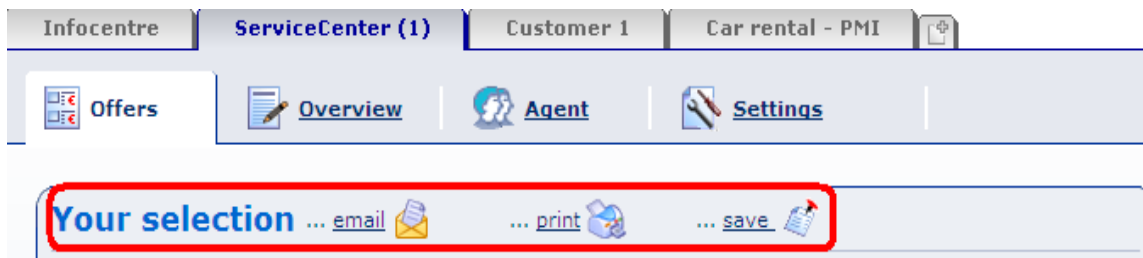 Infocentre ServiceCenter (1) Customer 1 Car rental - PMI
Offers Overview Agent Settings
Your selection ... email ... print ... save